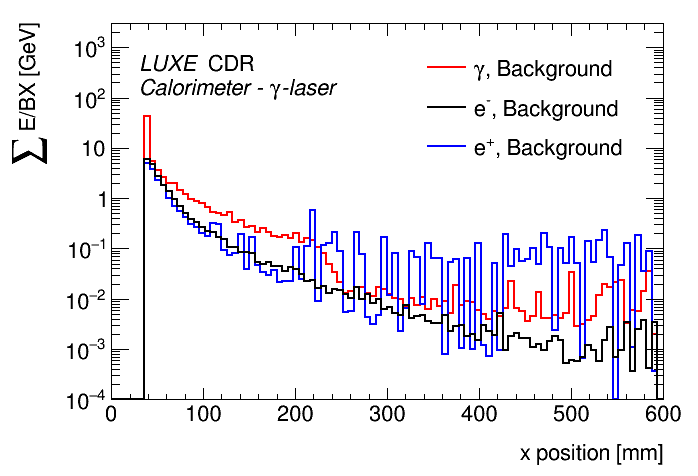 ∑ E/BX [GeV]
LUXE CDR
Calorimeter - γ-laser
γ, Background
e⁻, Background
e⁺, Background
10³
10²
10
1
10⁻¹
10⁻²
10⁻³
10⁻⁴
0 100 200 300 400 500 600
x position [mm]